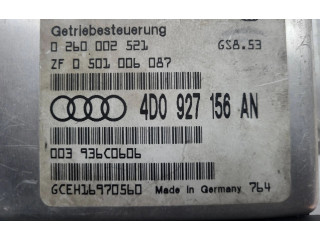 Getriebesteuerung
0 260 002 521 GS8.53
ZF 0 501 006 087
4D0 927 156 AN
003 936C0606
GCEH16970560 Made in Germany 764